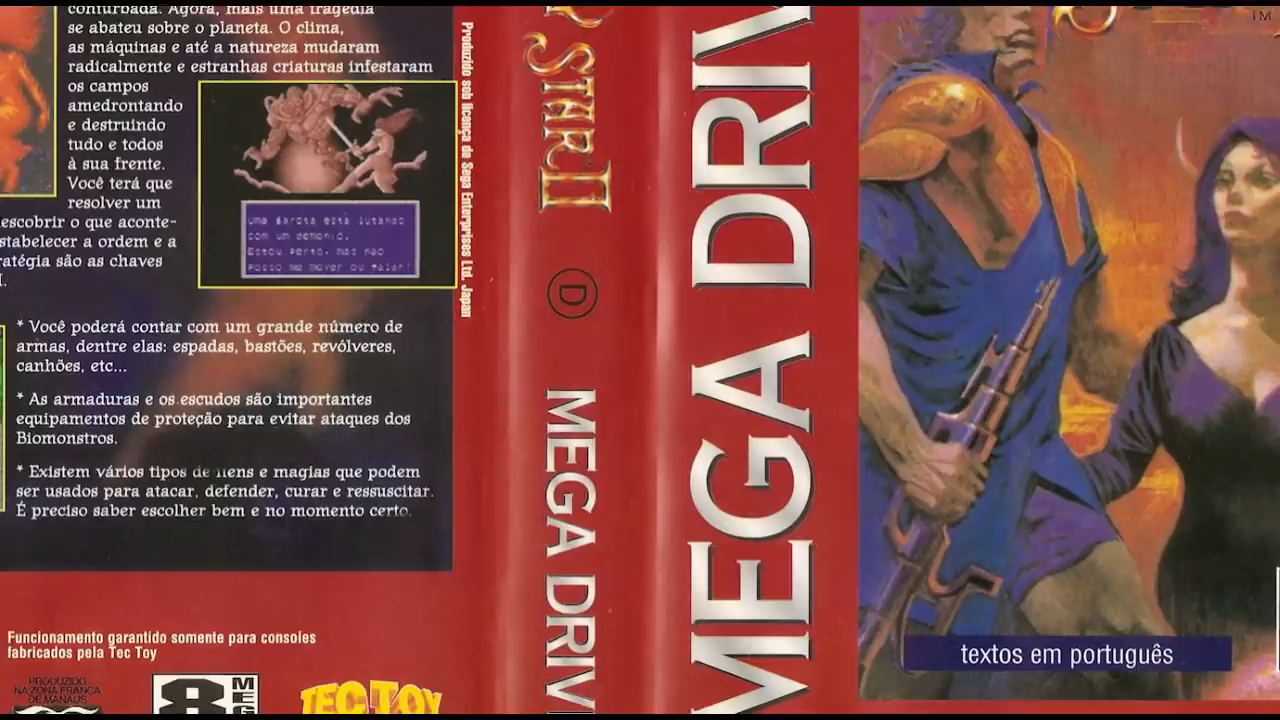 conturbada. Agora, mais uma tragédia
se abateu sobre o planeta. O clima,
as máquinas e até a natureza mudaram
radicalmente e estranhas criaturas infestaram
os campos
amedrontando
e destruindo
tudo e todos
à sua frente.
Você terá que
resolver um
descobrir o que aconte-
stabelecer a ordem e a
ratégia são as chaves
I.
uma garota está lutando
com um demonio.
Estou perto, mas não
posso me mover ou falar!
* Você poderá contar com um grande número de
armas, dentre elas: espadas, bastões, revólveres,
canhões, etc...
* As armaduras e os escudos são importantes
equipamentos de proteção para evitar ataques dos
Biomonstros.
* Existem vários tipos de itens e magias que podem
ser usados para atacar, defender, curar e ressuscitar.
É preciso saber escolher bem e no momento certo.
Funcionamento garantido somente para consoles
fabricados pela Tec Toy
PRODUZIDO
NA ZONA FRANCA
DE MANAUS
8
MEG
TEC TOY
Produzido sob licença da Sega Enterprises Ltd. Japan
STAR II
D
MEGA DRIV
MEGA DRIV
TM
textos em português